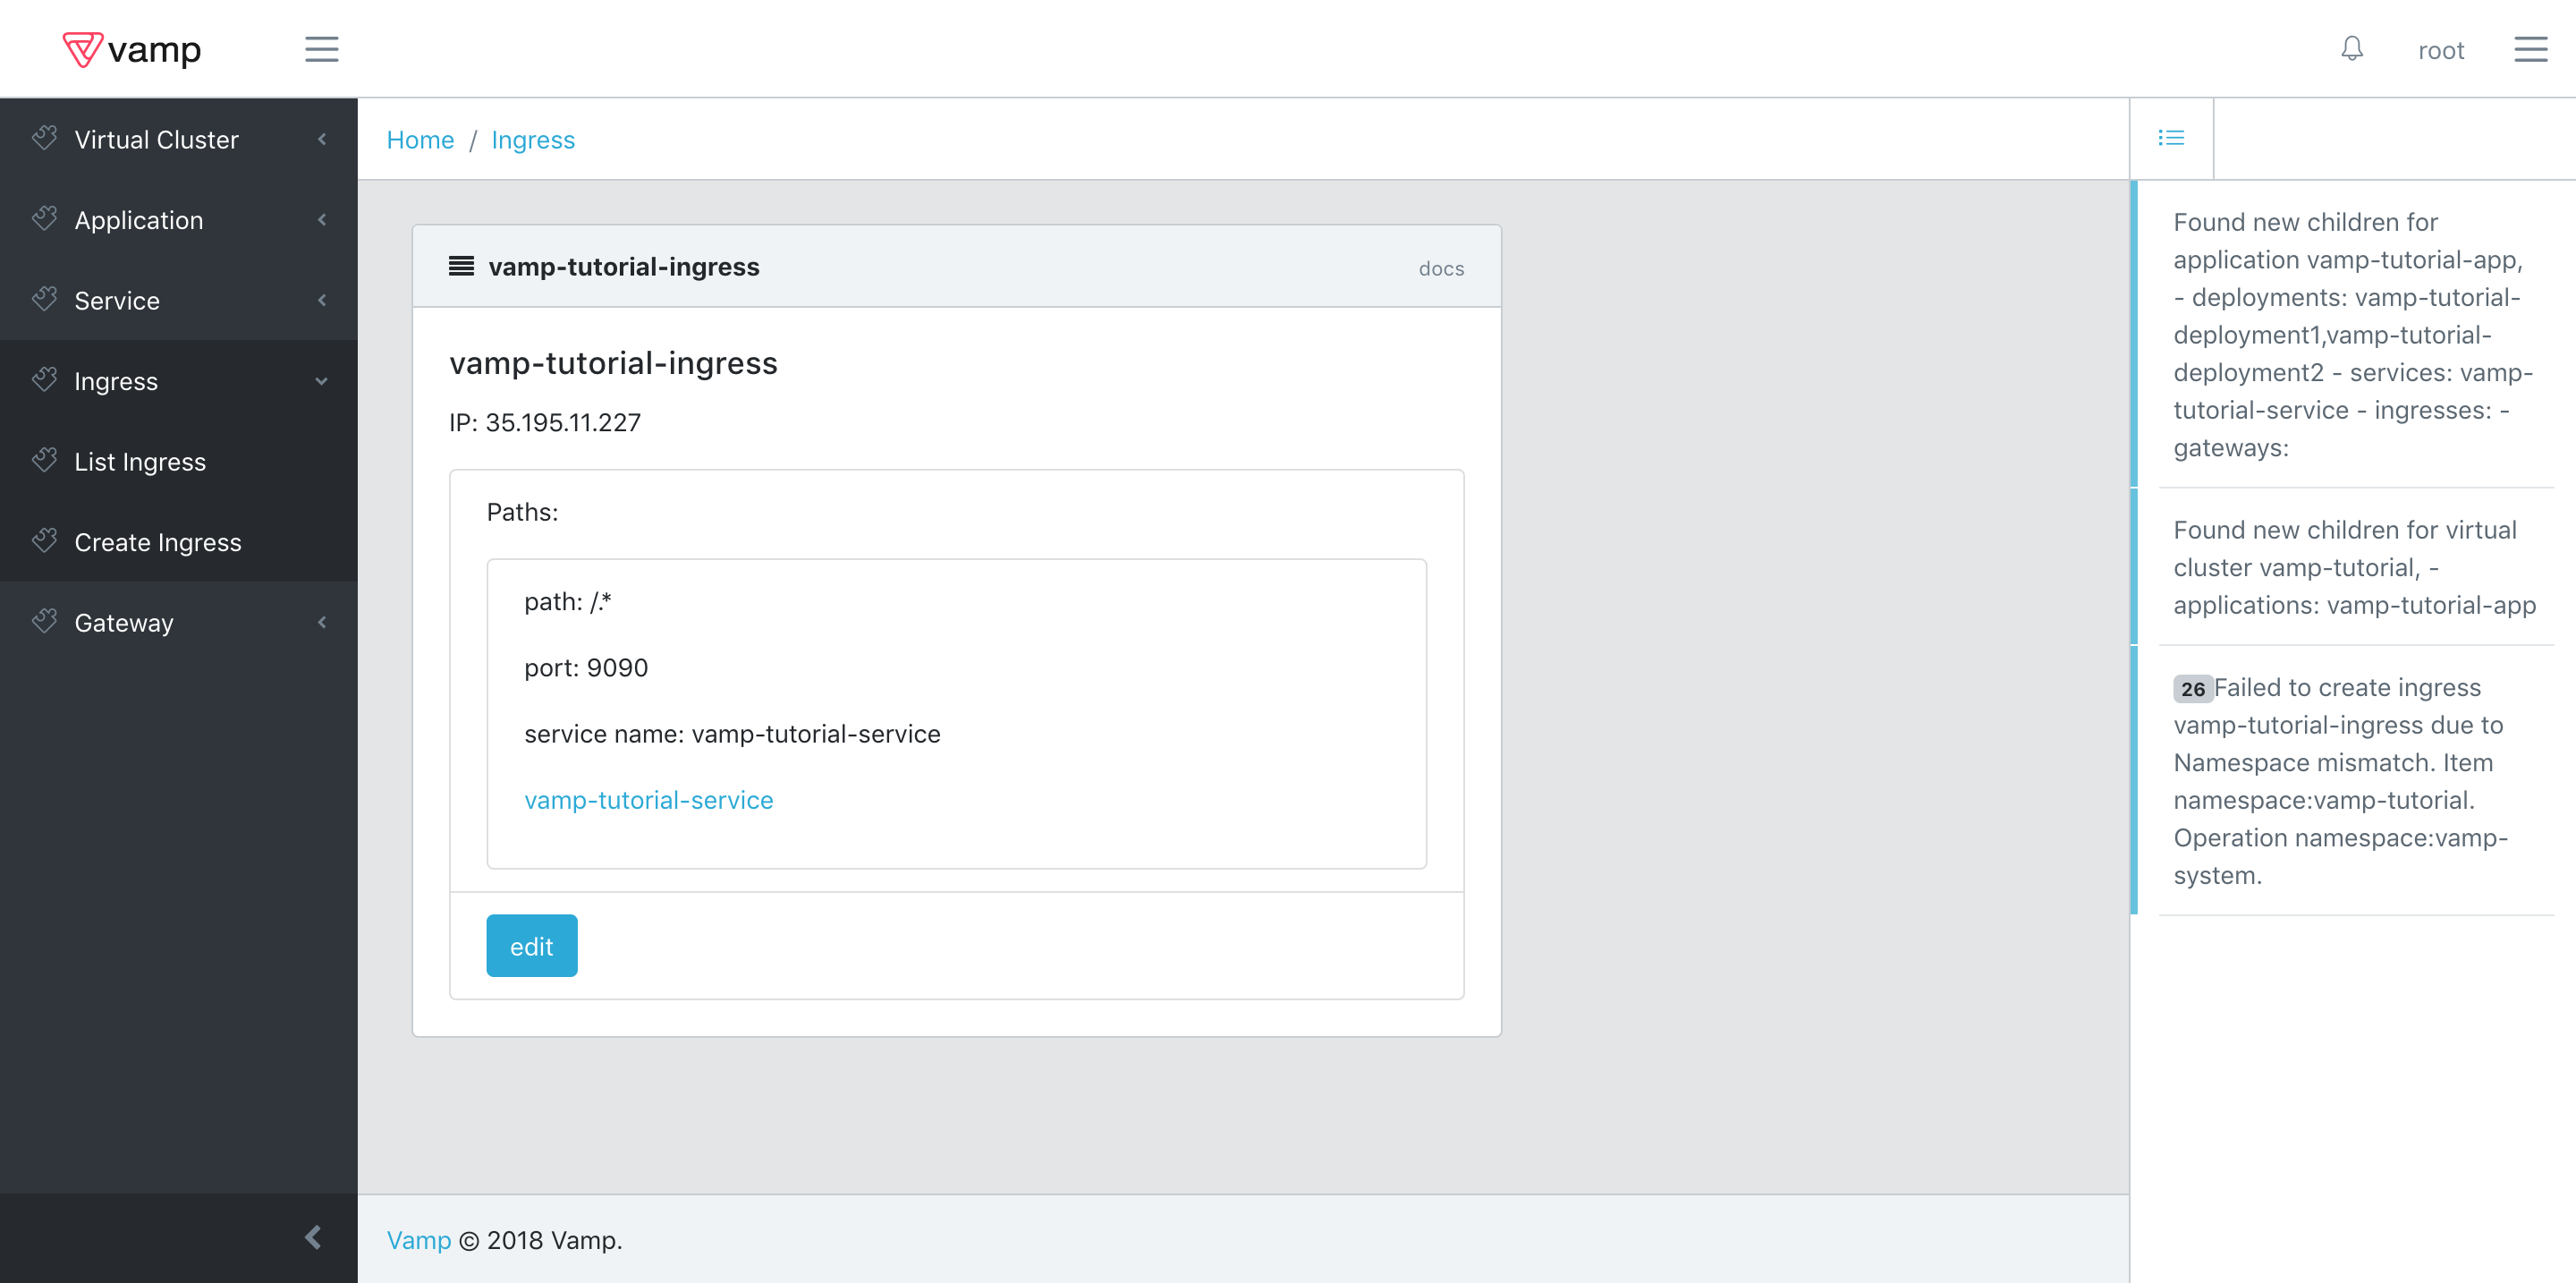 vamp
root
Virtual Cluster
Application
Service
Ingress
List Ingress
Create Ingress
Gateway
Home / Ingress
vamp-tutorial-ingress
docs
vamp-tutorial-ingress
IP: 35.195.11.227
Paths:
path: /.*
port: 9090
service name: vamp-tutorial-service
vamp-tutorial-service
edit
Vamp © 2018 Vamp.
Found new children for
application vamp-tutorial-app,
- deployments: vamp-tutorial-
deployment1,vamp-tutorial-
deployment2 - services: vamp-
tutorial-service - ingresses: -
gateways:
Found new children for virtual
cluster vamp-tutorial, -
applications: vamp-tutorial-app
26 Failed to create ingress
vamp-tutorial-ingress due to
Namespace mismatch. Item
namespace:vamp-tutorial.
Operation namespace:vamp-
system.